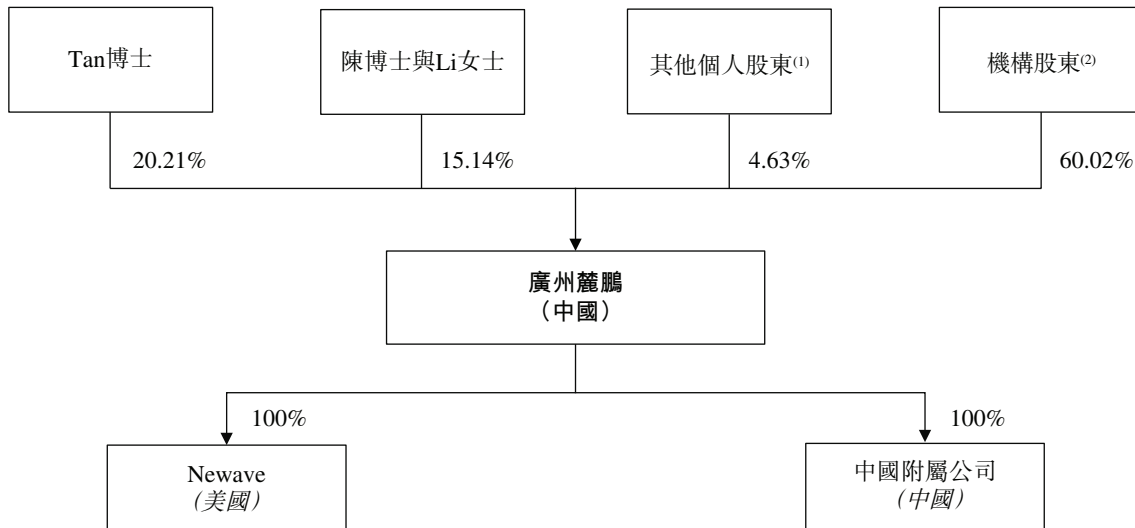 Tan博士
陳博士與Li女士
其他個人股東(1)
機構股東(2)
20.21%
15.14%
4.63%
60.02%
廣州麓鵬
（中國）
100%
100%
Newave
（美國）
中國附屬公司
（中國）